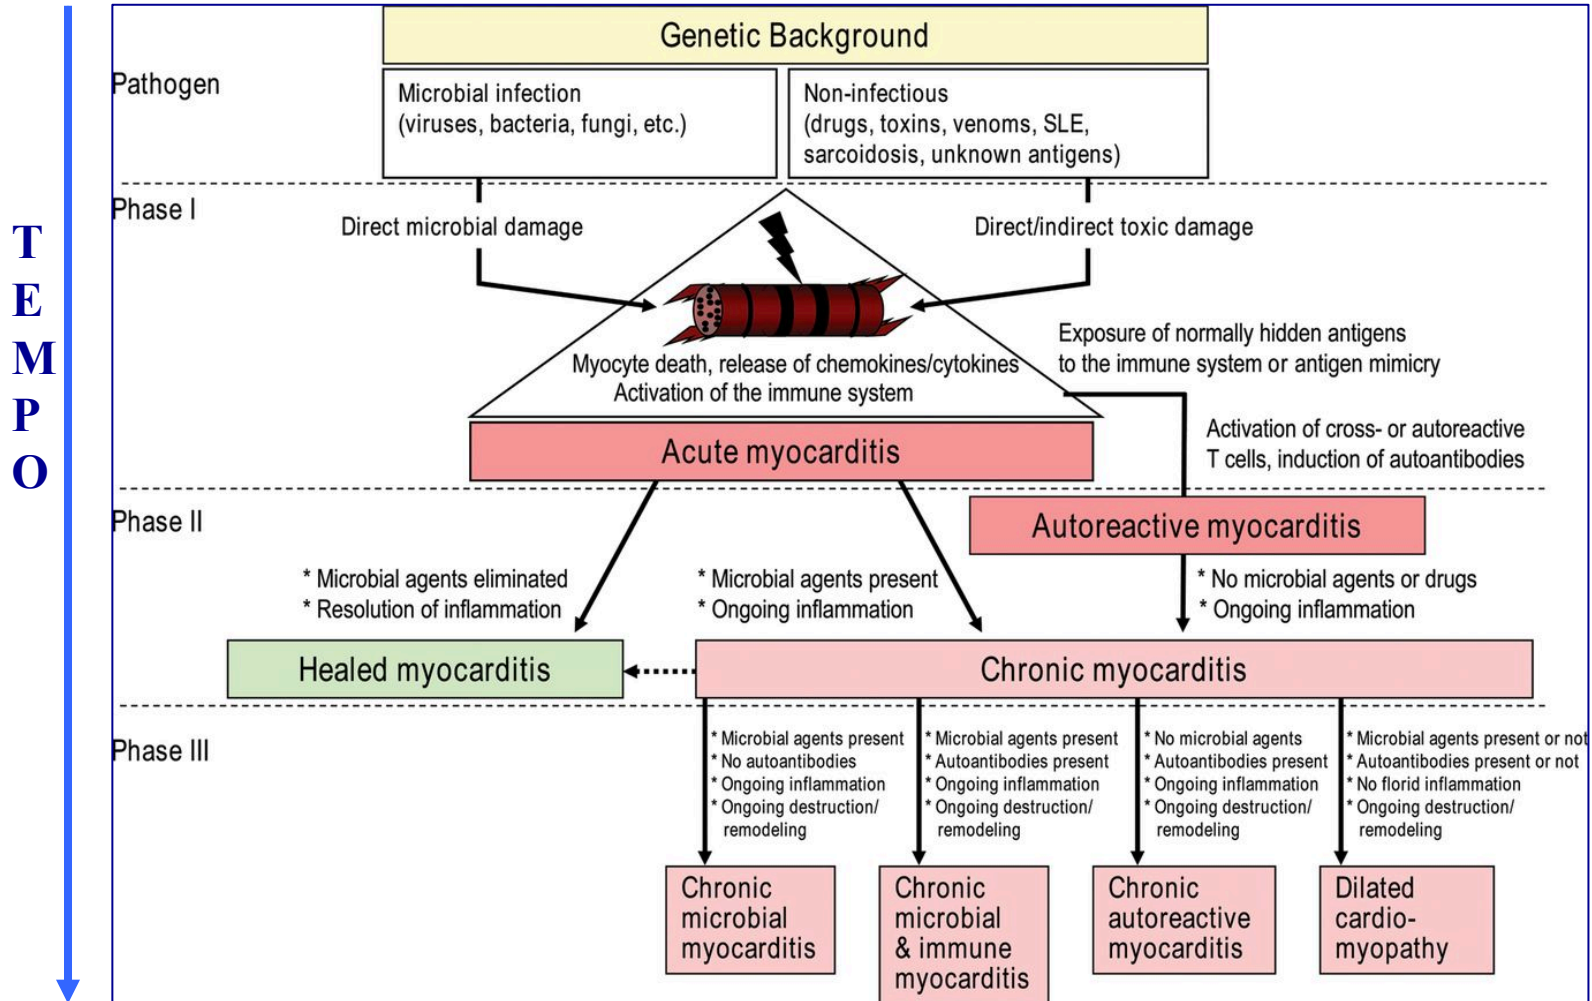 T
E
M
P
O
Genetic Background
Pathogen
Microbial infection
(viruses, bacteria, fungi, etc.)
Non-infectious
(drugs, toxins, venoms, SLE,
sarcoidosis, unknown antigens)
Phase I
Direct microbial damage
Direct/indirect toxic damage
Myocyte death, release of chemokines/cytokines
Activation of the immune system
Exposure of normally hidden antigens
to the immune system or antigen mimicry
Acute myocarditis
Activation of cross- or autoreactive
T cells, induction of autoantibodies
Phase II
Autoreactive myocarditis
* Microbial agents eliminated
* Resolution of inflammation
* Microbial agents present
* Ongoing inflammation
* No microbial agents or drugs
* Ongoing inflammation
Healed myocarditis
Chronic myocarditis
Phase III
* Microbial agents present
* No autoantibodies
* Ongoing inflammation
* Ongoing destruction/
remodeling
* Microbial agents present
* Autoantibodies present
* Ongoing inflammation
* Ongoing destruction/
remodeling
* No microbial agents
* Autoantibodies present
* Ongoing inflammation
* Ongoing destruction/
remodeling
* Microbial agents present or not
* Autoantibodies present or not
* No florid inflammation
* Ongoing destruction/
remodeling
Chronic
microbial
myocarditis
Chronic
microbial
& immune
myocarditis
Chronic
autoreactive
myocarditis
Dilated
cardio-
myopathy